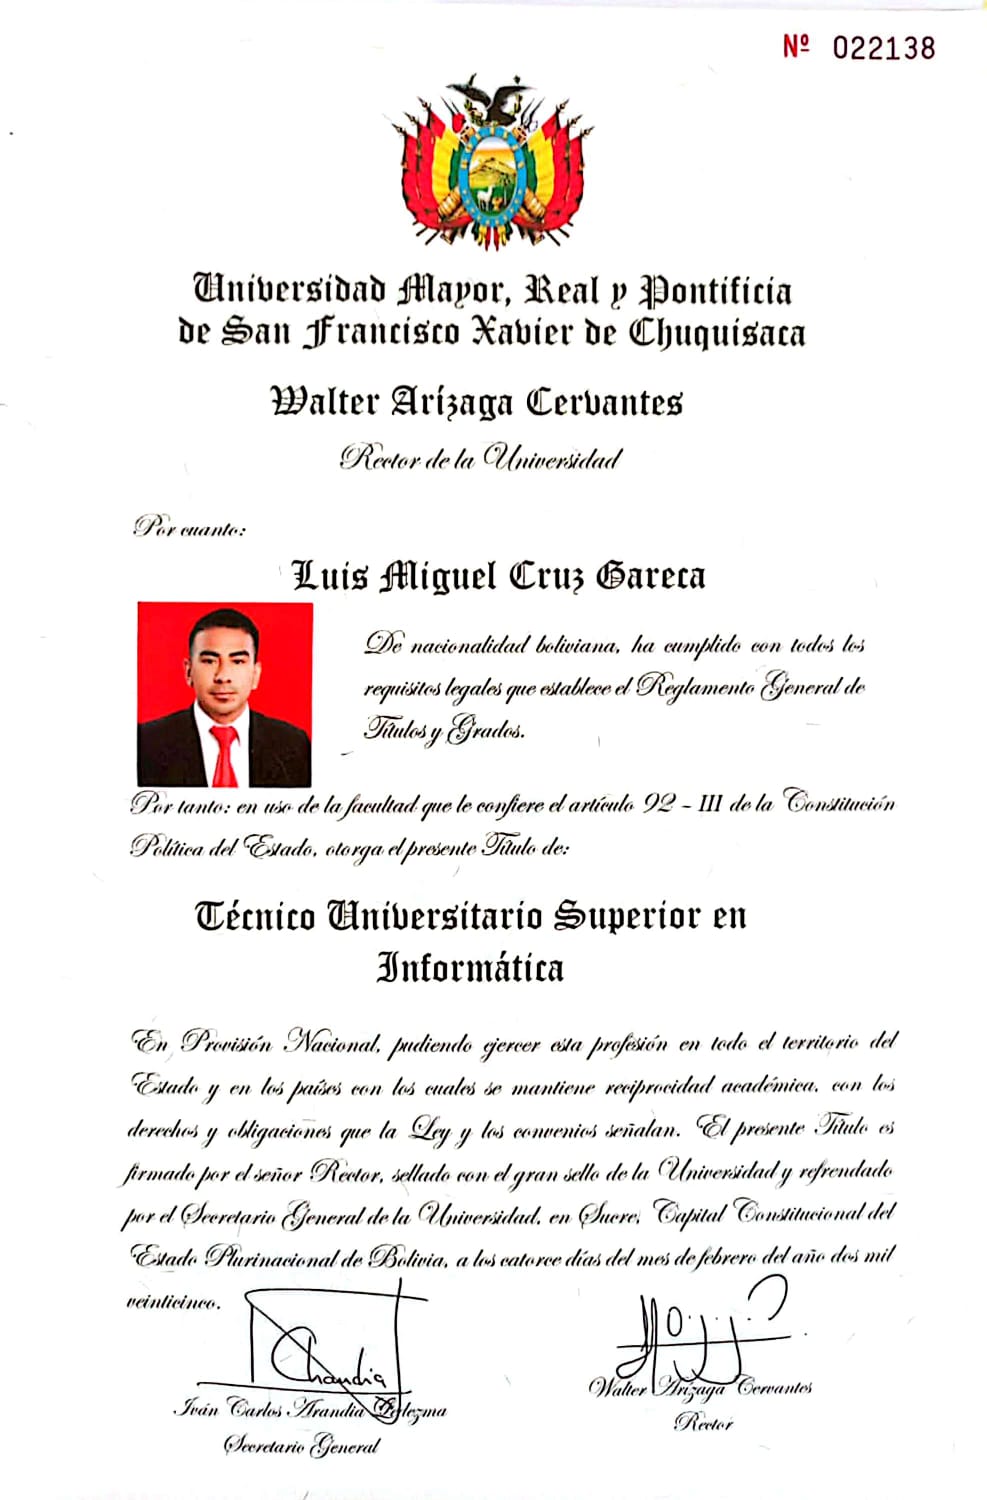 Nº 022138
Universidad Mayor, Real y Pontificia
de San Francisco Xavier de Chuquisaca
Walter Arízaga Cervantes
Rector de la Universidad
Por cuanto:
Luis Miguel Cruz Gareca
De nacionalidad boliviana, ha cumplido con todos los
requisitos legales que establece el Reglamento General de
Títulos y Grados.
Por tanto: en uso de la facultad que le confiere el artículo 92 - III de la Constitución
Política del Estado, otorga el presente Título de:
Técnico Universitario Superior en
Informática
En Provisión Nacional, pudiendo ejercer esta profesión en todo el territorio del
Estado y en los países con los cuales se mantiene reciprocidad académica, con los
derechos y obligaciones que la Ley y los convenios señalan. El presente Título es
firmado por el señor Rector, sellado con el gran sello de la Universidad y refrendado
por el Secretario General de la Universidad, en Sucre, Capital Constitucional del
Estado Plurinacional de Bolivia, a los catorce días del mes de febrero del año dos mil
veinticinco.
Iván Carlos Arandia Ledezma
Secretario General
Walter Arízaga Cervantes
Rector